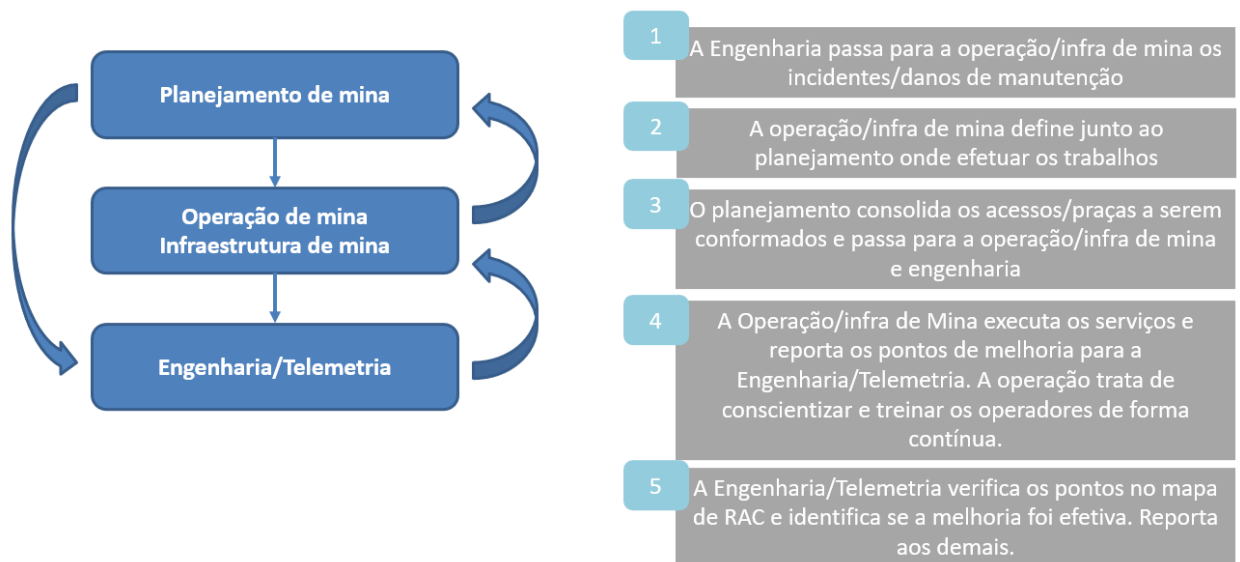 Planejamento de mina
Operação de mina
Infraestrutura de mina
Engenharia/Telemetria
1
A Engenharia passa para a operação/infra de mina os
incidentes/danos de manutenção
2
A operação/infra de mina define junto ao
planejamento onde efetuar os trabalhos
3
O planejamento consolida os acessos/praças a serem
conformados e passa para a operação/infra de mina
e engenharia
4
A Operação/infra de Mina executa os serviços e
reporta os pontos de melhoria para a
Engenharia/Telemetria. A operação trata de
conscientizar e treinar os operadores de forma
contínua.
5
A Engenharia/Telemetria verifica os pontos no mapa
de RAC e identifica se a melhoria foi efetiva. Reporta
aos demais.